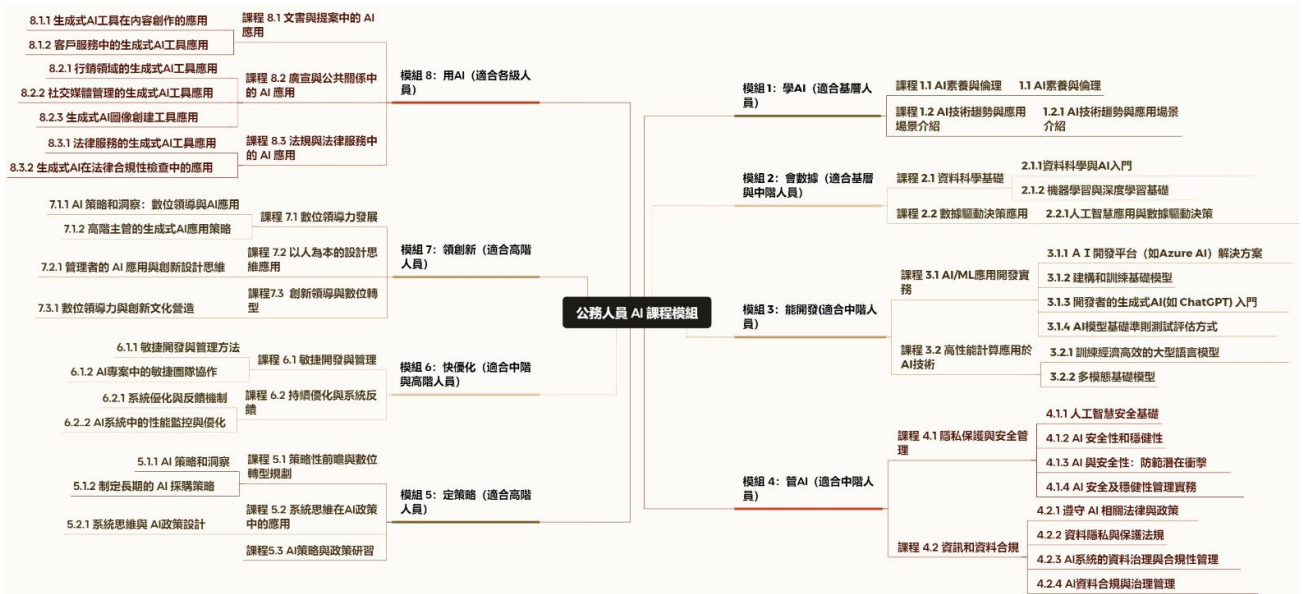 公務人員 AI 課程模組
模組 1：學AI（適合基層人
員）
課程 1.1 AI素養與倫理
1.1 AI素養與倫理
課程 1.2 AI技術趨勢與應用
場景介紹
1.2.1 AI技術趨勢與應用場景
介紹
模組 2：會數據（適合基層
與中階人員）
課程 2.1 資料科學基礎
2.1.1資料科學與AI入門
2.1.2 機器學習與深度學習基礎
課程 2.2 數據驅動決策應用
2.2.1人工智慧應用與數據驅動決策
模組 3：能開發(適合中階人
員）
課程 3.1 AI/ML應用開發實
務
3.1.1 ＡＩ開發平台（如Azure AI）解決方案
3.1.2 建構和訓練基礎模型
3.1.3 開發者的生成式AI(如 ChatGPT) 入門
3.1.4 AI模型基礎準則測試評估方式
課程 3.2 高性能計算應用於
AI技術
3.2.1 訓練經濟高效的大型語言模型
3.2.2 多模態基礎模型
模組 4：管AI（適合中階人
員）
課程 4.1 隱私保護與安全管
理
4.1.1 人工智慧安全基礎
4.1.2 AI 安全性和穩健性
4.1.3 AI 與安全性：防範潛在衝擊
4.1.4 AI 安全及穩健性管理實務
課程 4.2 資訊和資料合規
4.2.1 遵守 AI 相關法律與政策
4.2.2 資料隱私與保護法規
4.2.3 AI系統的資料治理與合規性管理
4.2.4 AI資料合規與治理管理
模組 5：定策略（適合高階
人員）
課程 5.1 策略性前瞻與數位
轉型規劃
5.1.1 AI 策略和洞察
5.1.2 制定長期的 AI 採購策略
課程 5.2 系統思維在AI政策
中的應用
5.2.1 系統思維與 AI政策設計
課程5.3 AI策略與政策研習
模組 6：快優化（適合中階
與高階人員）
課程 6.1 敏捷開發與管理
6.1.1 敏捷開發與管理方法
6.1.2 AI專案中的敏捷團隊協作
課程 6.2 持續優化與系統反
饋
6.2.1 系統優化與反饋機制
6.2..2 AI系統中的性能監控與優化
模組 7：領創新（適合高階
人員）
課程 7.1 數位領導力發展
7.1.1 AI 策略和洞察：數位領導與AI應用
7.1.2 高階主管的生成式AI應用策略
課程 7.2 以人為本的設計思
維應用
7.2.1 管理者的 AI 應用與創新設計思維
課程7.3 創新領導與數位轉
型
7.3.1 數位領導力與創新文化營造
模組 8：用AI（適合各級人
員）
課程 8.1 文書與提案中的 AI
應用
8.1.1 生成式AI工具在內容創作的應用
8.1.2 客戶服務中的生成式AI工具應用
課程 8.2 廣宣與公共關係中
的 AI 應用
8.2.1 行銷領域的生成式AI工具應用
8.2.2 社交媒體管理的生成式AI工具應用
8.2.3 生成式AI圖像創建工具應用
課程 8.3 法規與法律服務中
的 AI 應用
8.3.1 法律服務的生成式AI工具應用
8.3.2 生成式AI在法律合規性檢查中的應用